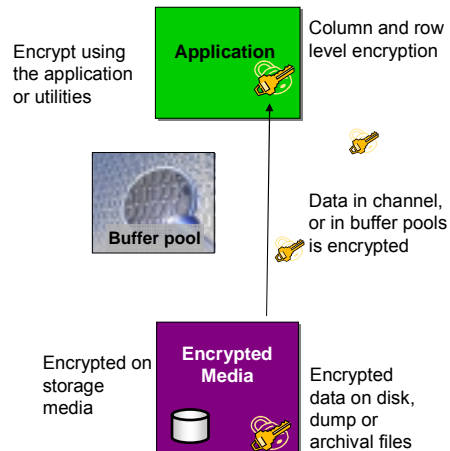 Encrypt using
the application
or utilities
Application
Column and row
level encryption
Buffer pool
Data in channel,
or in buffer pools
is encrypted
Encrypted on
storage
media
Encrypted
Media
Encrypted
data on disk,
dump or
archival files